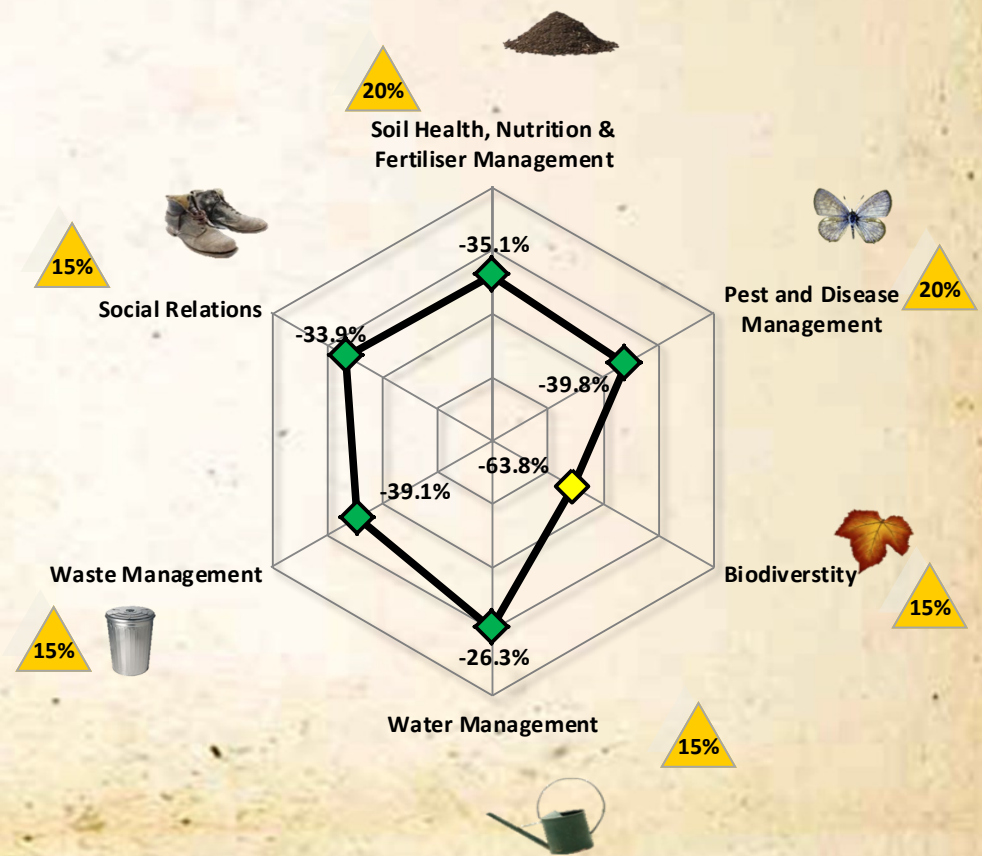 20%
Soil Health, Nutrition &
Fertiliser Management
-35.1%
15%
Social Relations
-33.9%
Pest and Disease
Management
20%
-39.8%
-63.8%
-39.1%
Waste Management
15%
Biodiverstity
15%
-26.3%
Water Management
15%